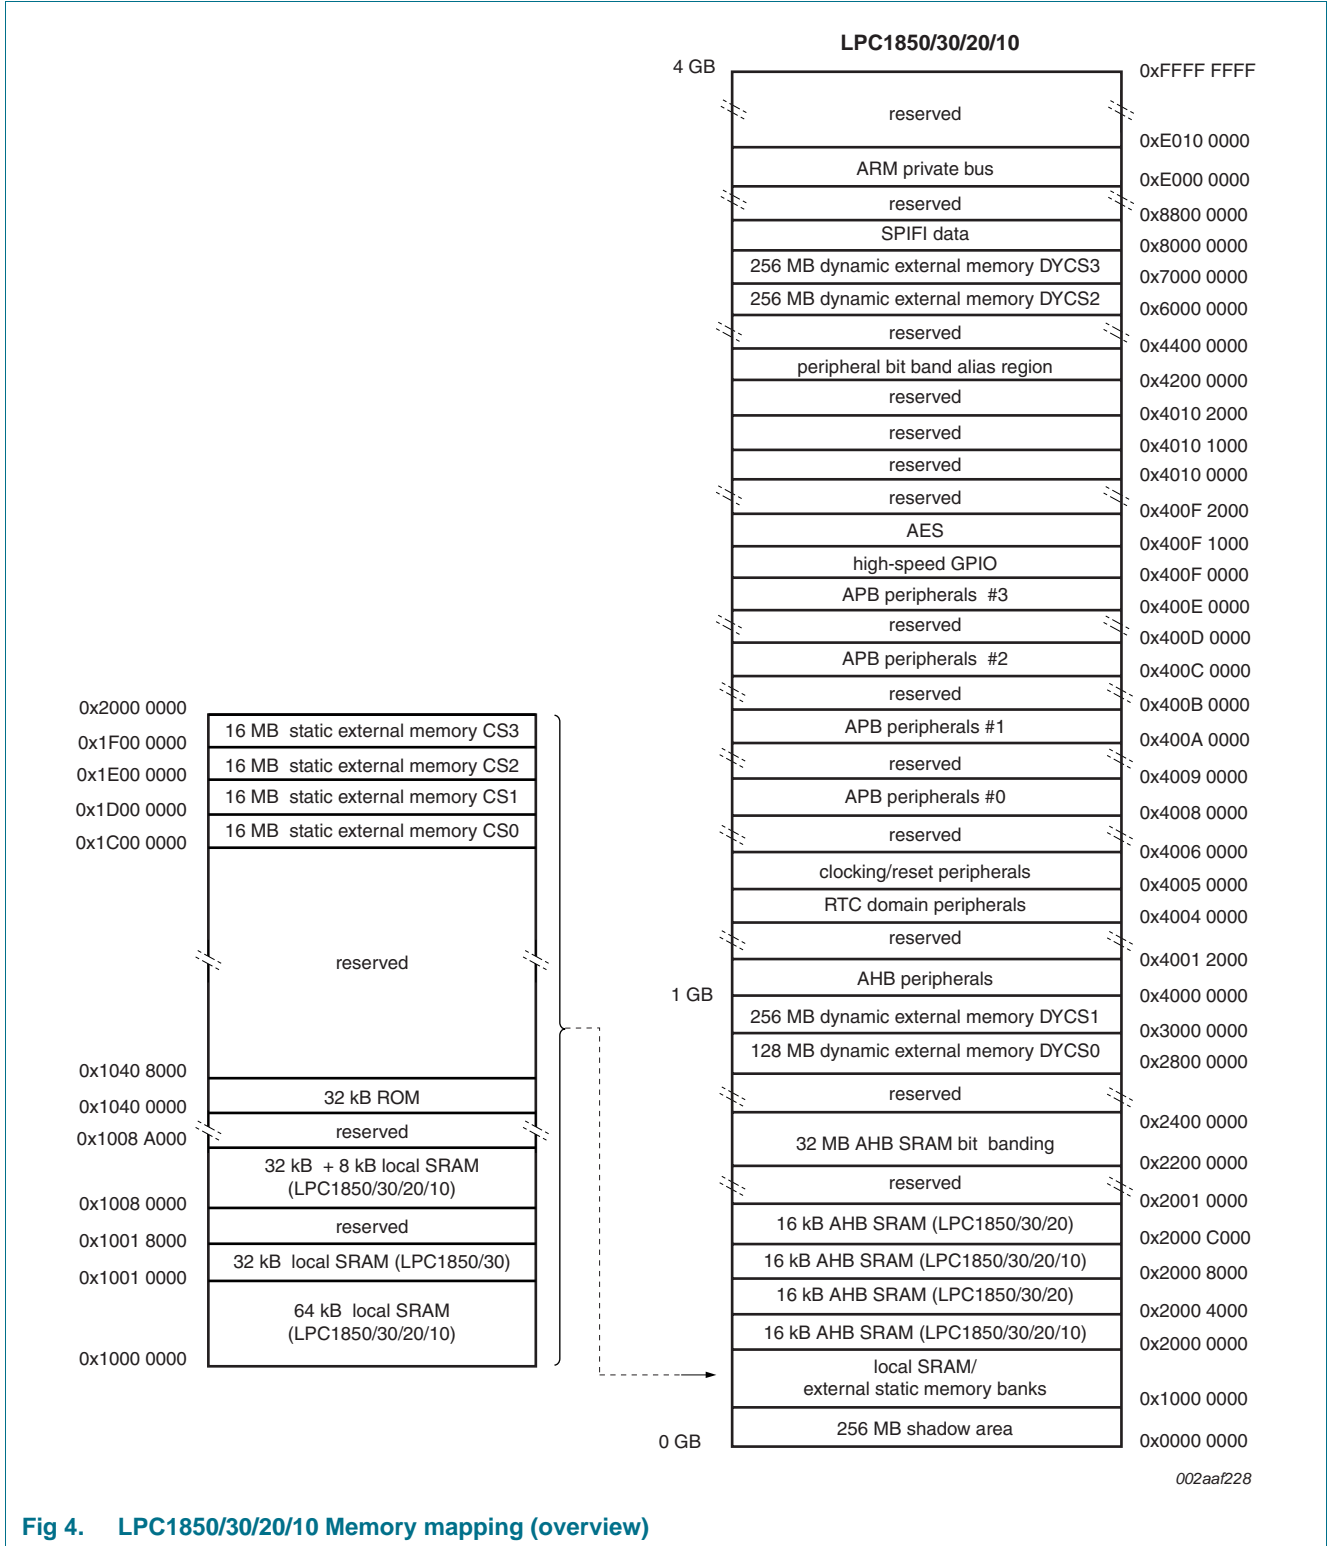 LPC1850/30/20/10
4 GB
0xFFFF FFFF
reserved
0xE010 0000
ARM private bus
0xE000 0000
reserved
0x8800 0000
SPIFI data
0x8000 0000
256 MB dynamic external memory DYCS3
0x7000 0000
256 MB dynamic external memory DYCS2
0x6000 0000
reserved
0x4400 0000
peripheral bit band alias region
0x4200 0000
reserved
0x4010 2000
reserved
0x4010 1000
reserved
0x4010 0000
reserved
0x400F 2000
AES
0x400F 1000
high-speed GPIO
0x400F 0000
APB peripherals #3
0x400E 0000
reserved
0x400D 0000
APB peripherals #2
0x400C 0000
reserved
0x400B 0000
APB peripherals #1
0x400A 0000
reserved
0x4009 0000
APB peripherals #0
0x4008 0000
reserved
0x4006 0000
clocking/reset peripherals
0x4005 0000
RTC domain peripherals
0x4004 0000
reserved
0x4001 2000
AHB peripherals
1 GB
0x4000 0000
256 MB dynamic external memory DYCS1
0x3000 0000
128 MB dynamic external memory DYCS0
0x2800 0000
reserved
0x2400 0000
32 MB AHB SRAM bit banding
0x2200 0000
reserved
0x2001 0000
16 kB AHB SRAM (LPC1850/30/20)
0x2000 C000
16 kB AHB SRAM (LPC1850/30/20/10)
0x2000 8000
16 kB AHB SRAM (LPC1850/30/20)
0x2000 4000
16 kB AHB SRAM (LPC1850/30/20/10)
0x2000 0000
local SRAM/
external static memory banks
0x1000 0000
256 MB shadow area
0 GB
0x0000 0000
0x2000 0000
16 MB static external memory CS3
0x1F00 0000
16 MB static external memory CS2
0x1E00 0000
16 MB static external memory CS1
0x1D00 0000
16 MB static external memory CS0
0x1C00 0000
reserved
0x1040 8000
32 kB ROM
0x1040 0000
reserved
0x1008 A000
32 kB + 8 kB local SRAM
(LPC1850/30/20/10)
0x1008 0000
reserved
0x1001 8000
32 kB local SRAM (LPC1850/30)
0x1001 0000
64 kB local SRAM
(LPC1850/30/20/10)
0x1000 0000
002aaf228
Fig 4. LPC1850/30/20/10 Memory mapping (overview)